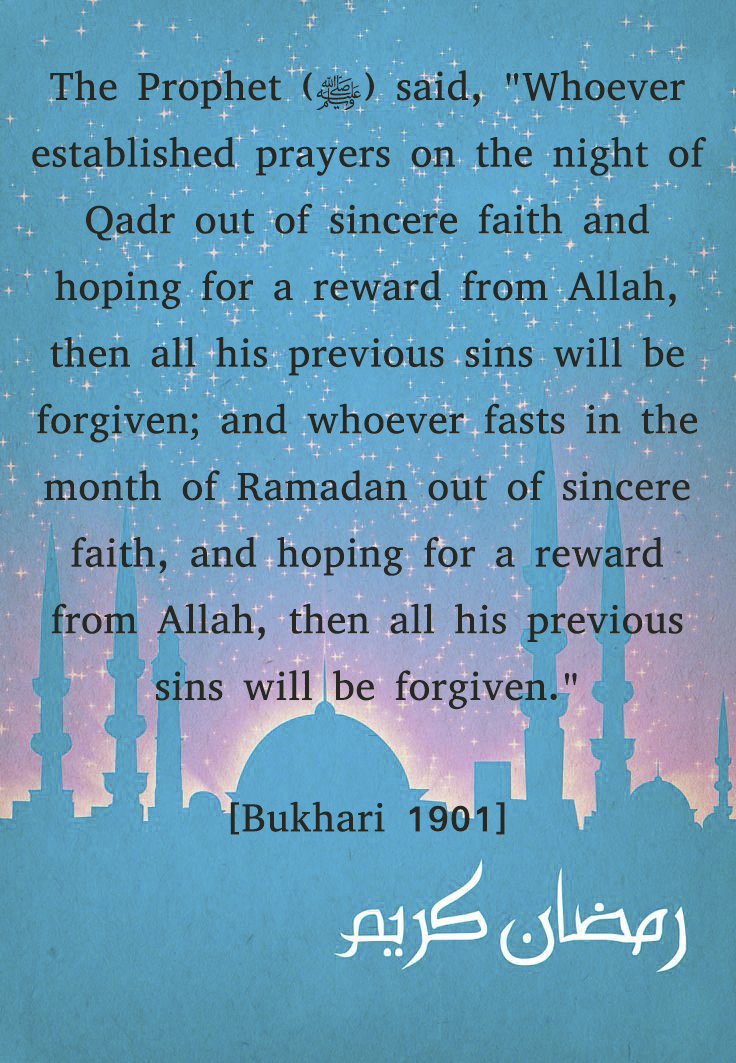 The Prophet (ﷺ) said, "Whoever
established prayers on the night of
Qadr out of sincere faith and
hoping for a reward from Allah,
then all his previous sins will be
forgiven; and whoever fasts in the
month of Ramadan out of sincere
faith, and hoping for a reward
from Allah, then all his previous
sins will be forgiven."
[Bukhari 1901]
رمضان كريم